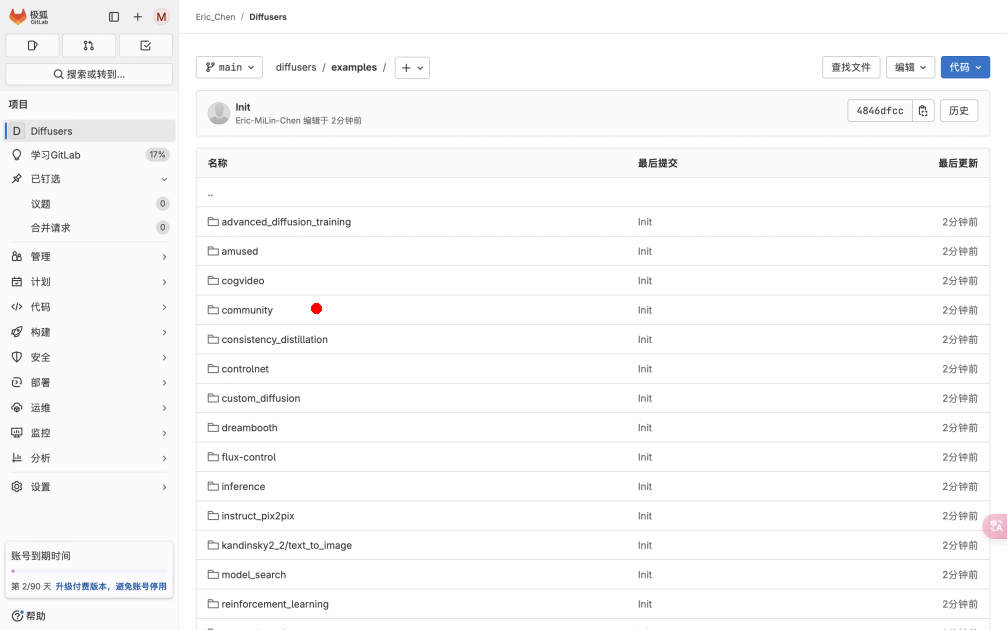 极狐
GitLab
M
搜索或转到...
项目
D Diffusers
学习GitLab 17%
已钉选
议题 0
合并请求 0
管理
计划
代码
构建
安全
部署
运维
监控
分析
设置
账号到期时间
第 2/90 天 升级付费版本，避免账号停用
帮助
Eric_Chen / Diffusers
main
diffusers / examples /
查找文件 编辑 代码
Init
Eric-MiLin-Chen 编辑于 2分钟前
4846dfcc 历史
名称 最后提交 最后更新
..
advanced_diffusion_training Init 2分钟前
amused Init 2分钟前
cogvideo Init 2分钟前
community Init 2分钟前
consistency_distillation Init 2分钟前
controlnet Init 2分钟前
custom_diffusion Init 2分钟前
dreambooth Init 2分钟前
flux-control Init 2分钟前
inference Init 2分钟前
instruct_pix2pix Init 2分钟前
kandinsky2_2/text_to_image Init 2分钟前
model_search Init 2分钟前
reinforcement_learning Init 2分钟前